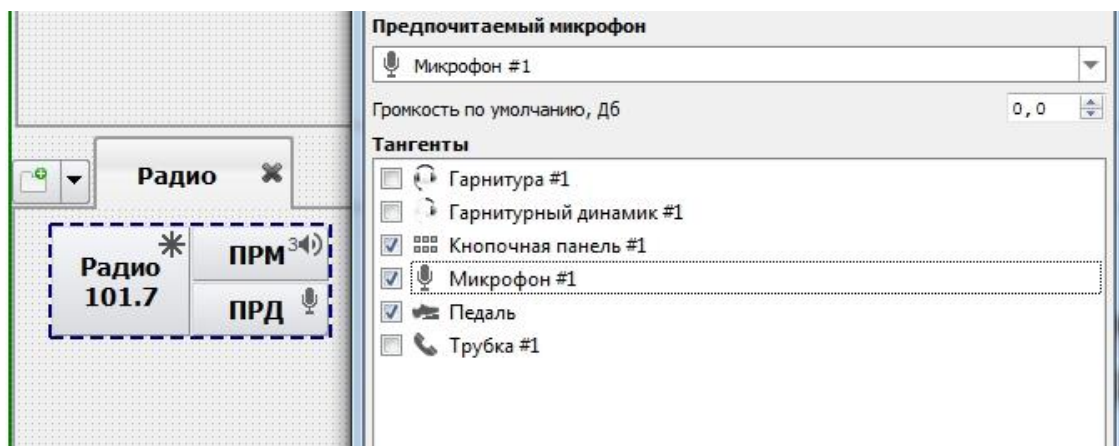 Предпочитаемый микрофон
Микрофон #1
Громкость по умолчанию, Дб
0,0
Тангенты
Гарнитура #1
Гарнитурный динамик #1
Кнопочная панель #1
Микрофон #1
Педаль
Трубка #1
Радио
Радио
101.7
ПРМ 3
ПРД